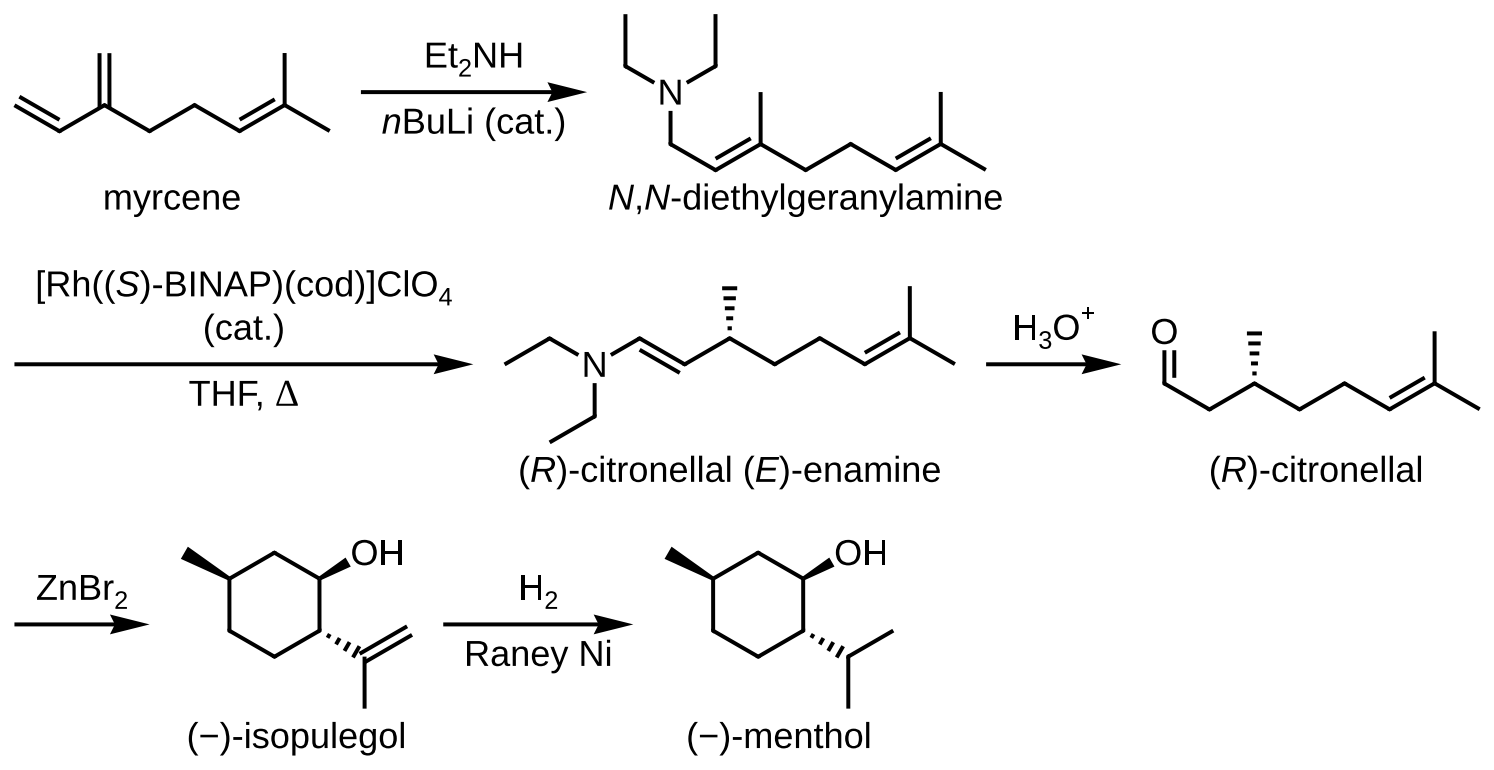 Et₂NH
nBuLi (cat.)
N
myrcene
N,N-diethylgeranylamine
[Rh((S)-BINAP)(cod)]ClO₄
(cat.)
THF, Δ
N
H₃O⁺
O
(R)-citronellal (E)-enamine
(R)-citronellal
ZnBr₂
OH
H₂
Raney Ni
OH
(−)-isopulegol
(−)-menthol